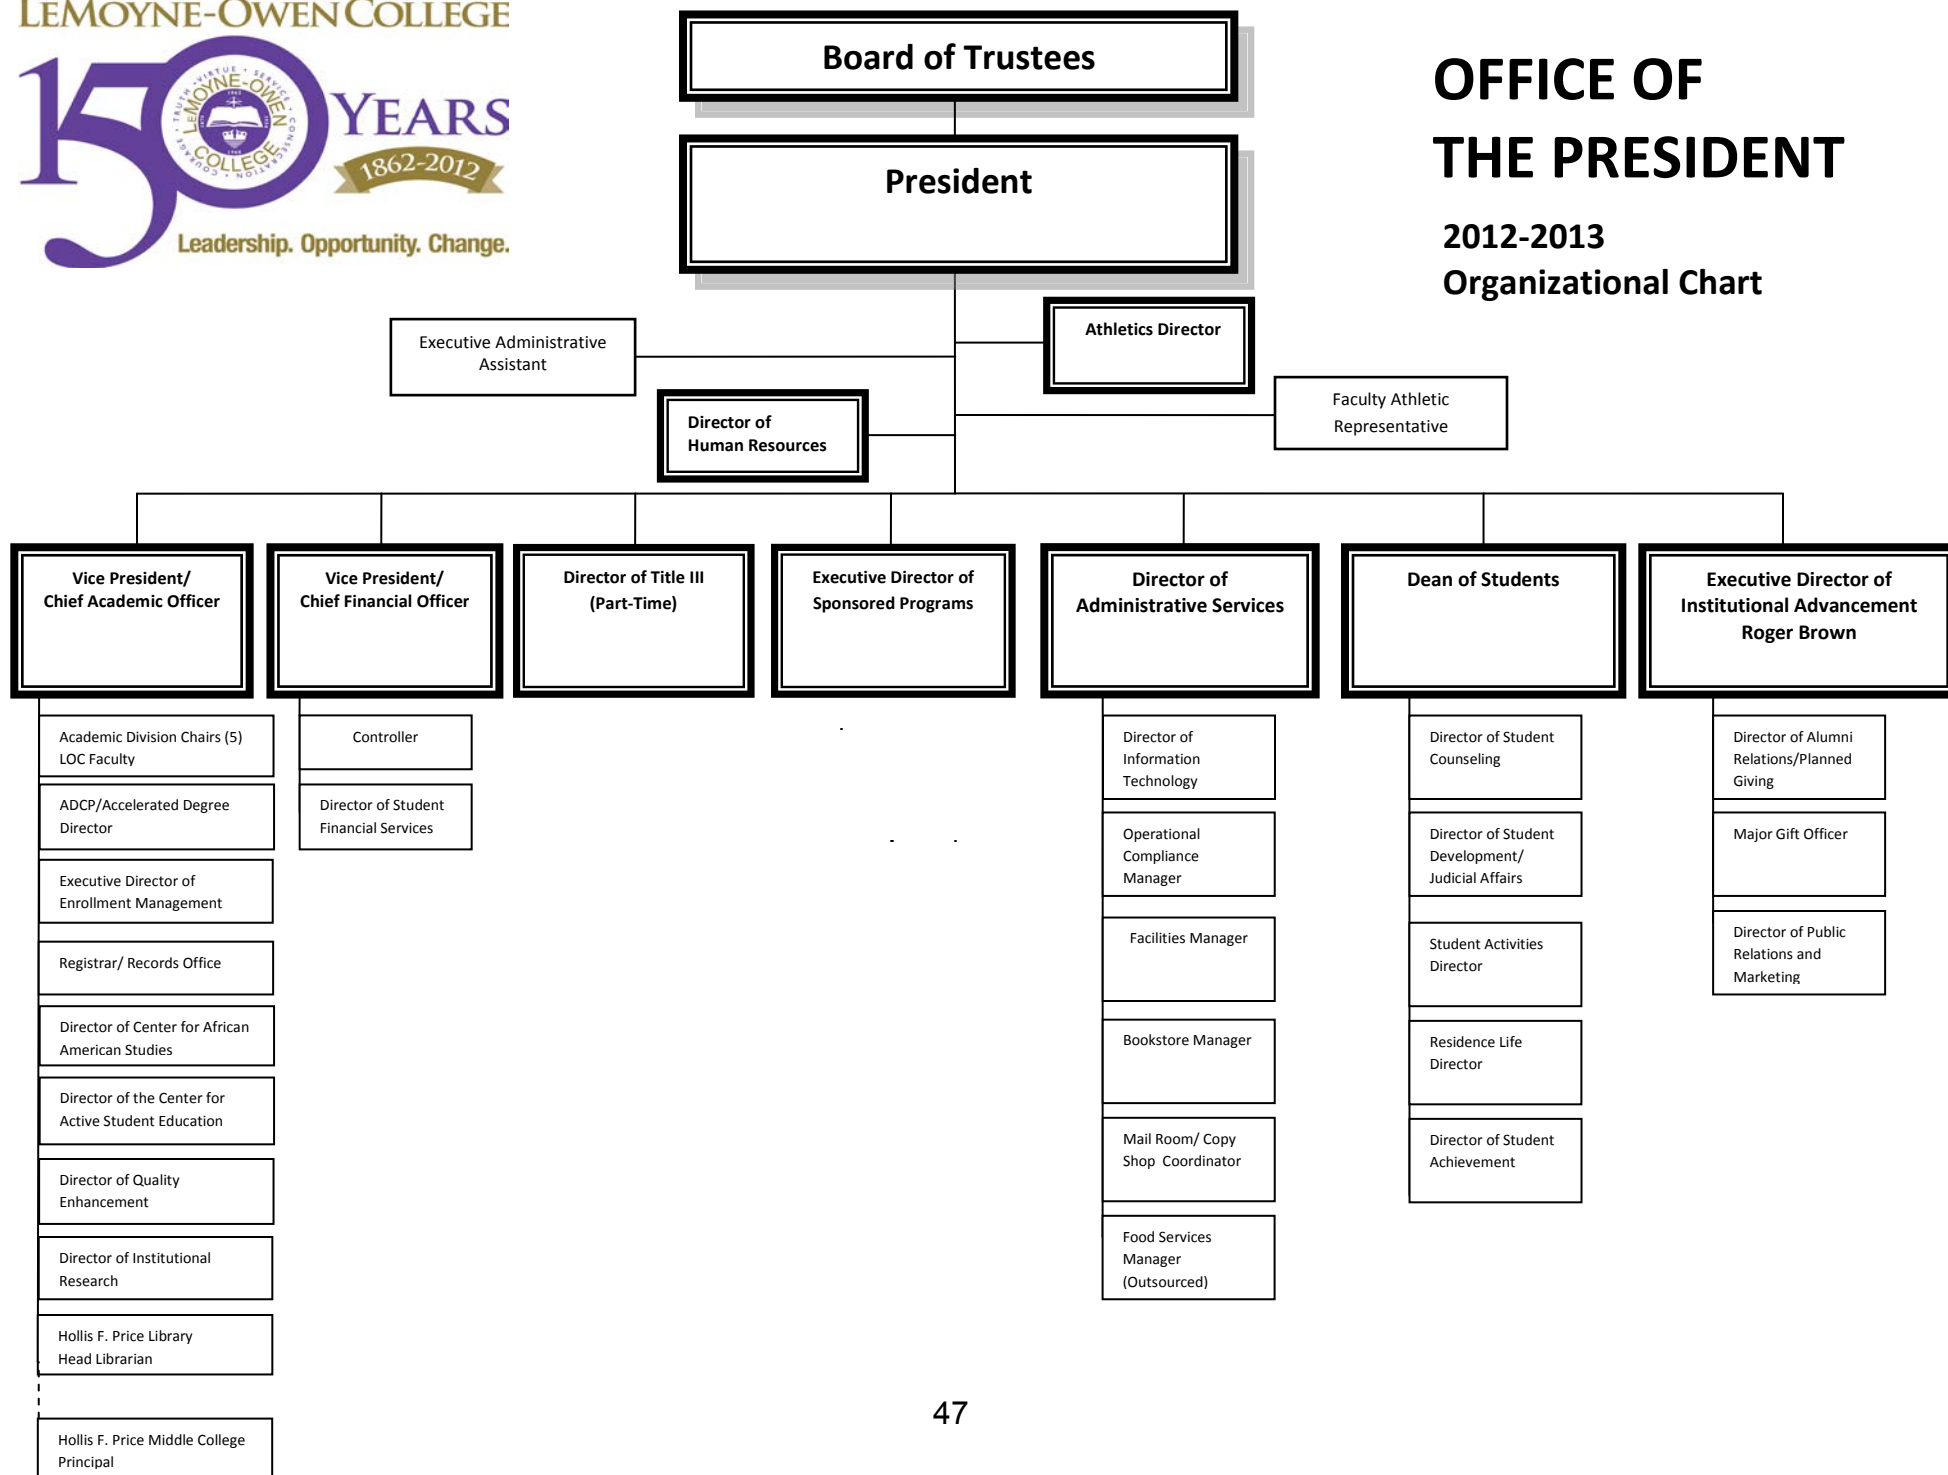 LEMOYNE-OWEN COLLEGE
150 YEARS
1862-2012
LEMOYNE-OWEN
COLLEGE
TRUTH · VIRTUE · SERVICE · CONSECRATION · COURAGE
Leadership. Opportunity. Change.
Board of Trustees
President
OFFICE OF
THE PRESIDENT
2012-2013
Organizational Chart
Executive Administrative
Assistant
Athletics Director
Director of
Human Resources
Faculty Athletic
Representative
Vice President/
Chief Academic Officer
Academic Division Chairs (5)
LOC Faculty
ADCP/Accelerated Degree
Director
Executive Director of
Enrollment Management
Registrar/ Records Office
Director of Center for African
American Studies
Director of the Center for
Active Student Education
Director of Quality
Enhancement
Director of Institutional
Research
Hollis F. Price Library
Head Librarian
Hollis F. Price Middle College
Principal
Vice President/
Chief Financial Officer
Controller
Director of Student
Financial Services
Director of Title III
(Part-Time)
Executive Director of
Sponsored Programs
Director of
Administrative Services
Director of
Information
Technology
Operational
Compliance
Manager
Facilities Manager
Bookstore Manager
Mail Room/ Copy
Shop Coordinator
Food Services
Manager
(Outsourced)
Dean of Students
Director of Student
Counseling
Director of Student
Development/
Judicial Affairs
Student Activities
Director
Residence Life
Director
Director of Student
Achievement
Executive Director of
Institutional Advancement
Roger Brown
Director of Alumni
Relations/Planned
Giving
Major Gift Officer
Director of Public
Relations and
Marketing
47